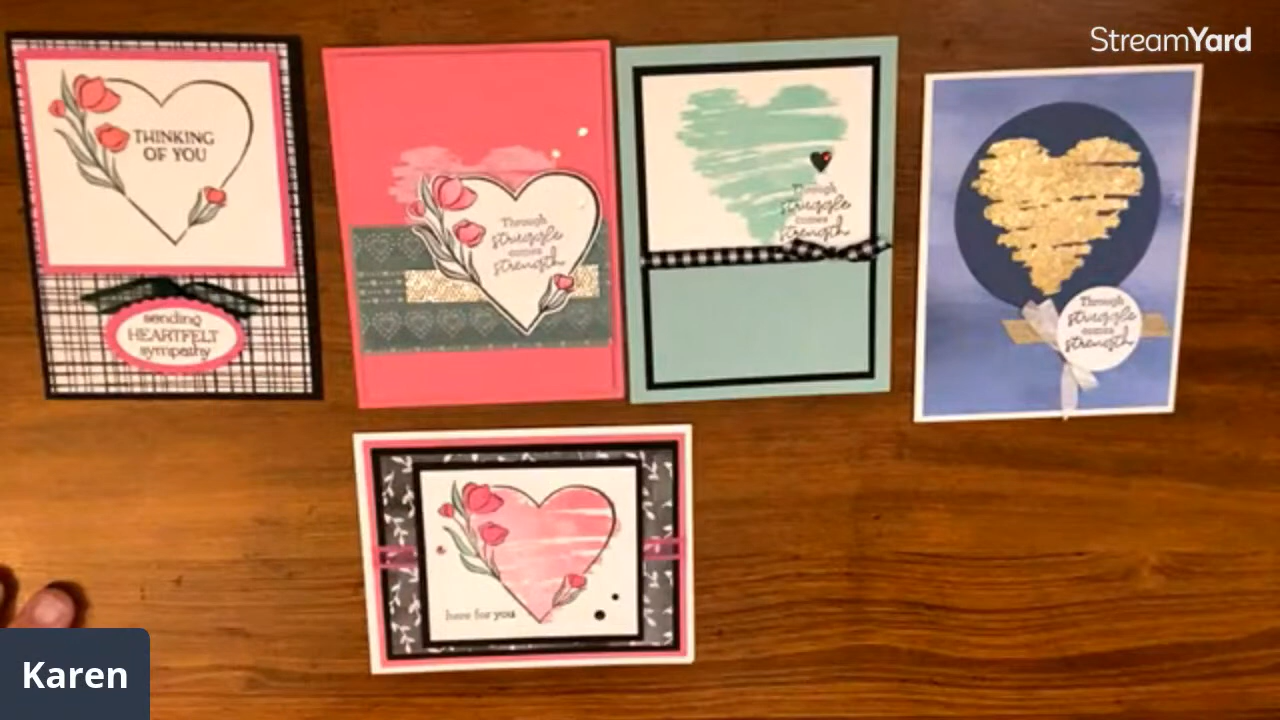 StreamYard
THINKING
OF YOU
sending
HEARTFELT
sympathy
Through
struggle
comes
strength
Through
struggle
comes
strength
Through
struggle
comes
strength
here for you
Karen